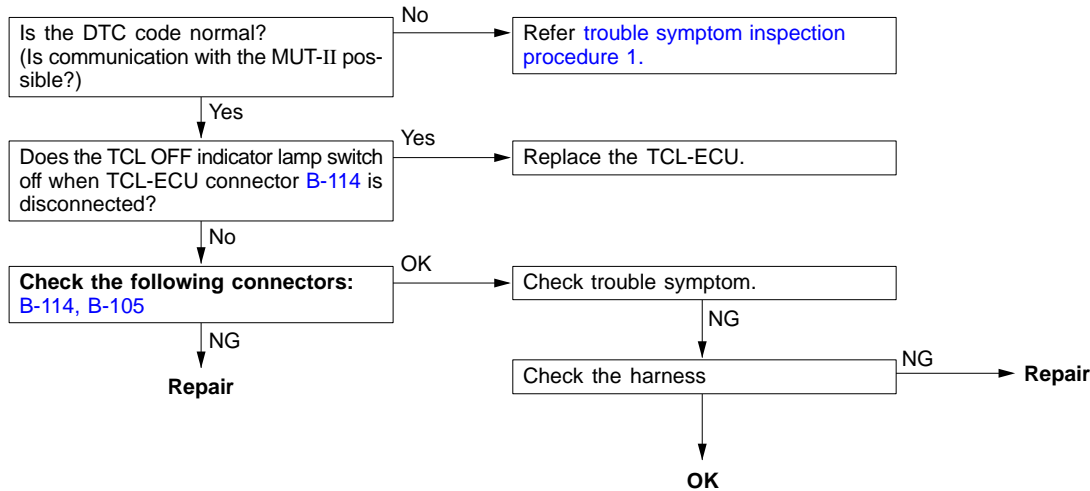 Is the DTC code normal?
(Is communication with the MUT-II pos-
sible?)
No
Refer trouble symptom inspection
procedure 1.
Yes
Does the TCL OFF indicator lamp switch
off when TCL-ECU connector B-114 is
disconnected?
Yes
Replace the TCL-ECU.
No
Check the following connectors:
B-114, B-105
OK
Check trouble symptom.
NG
Repair
NG
Check the harness
NG
Repair
OK